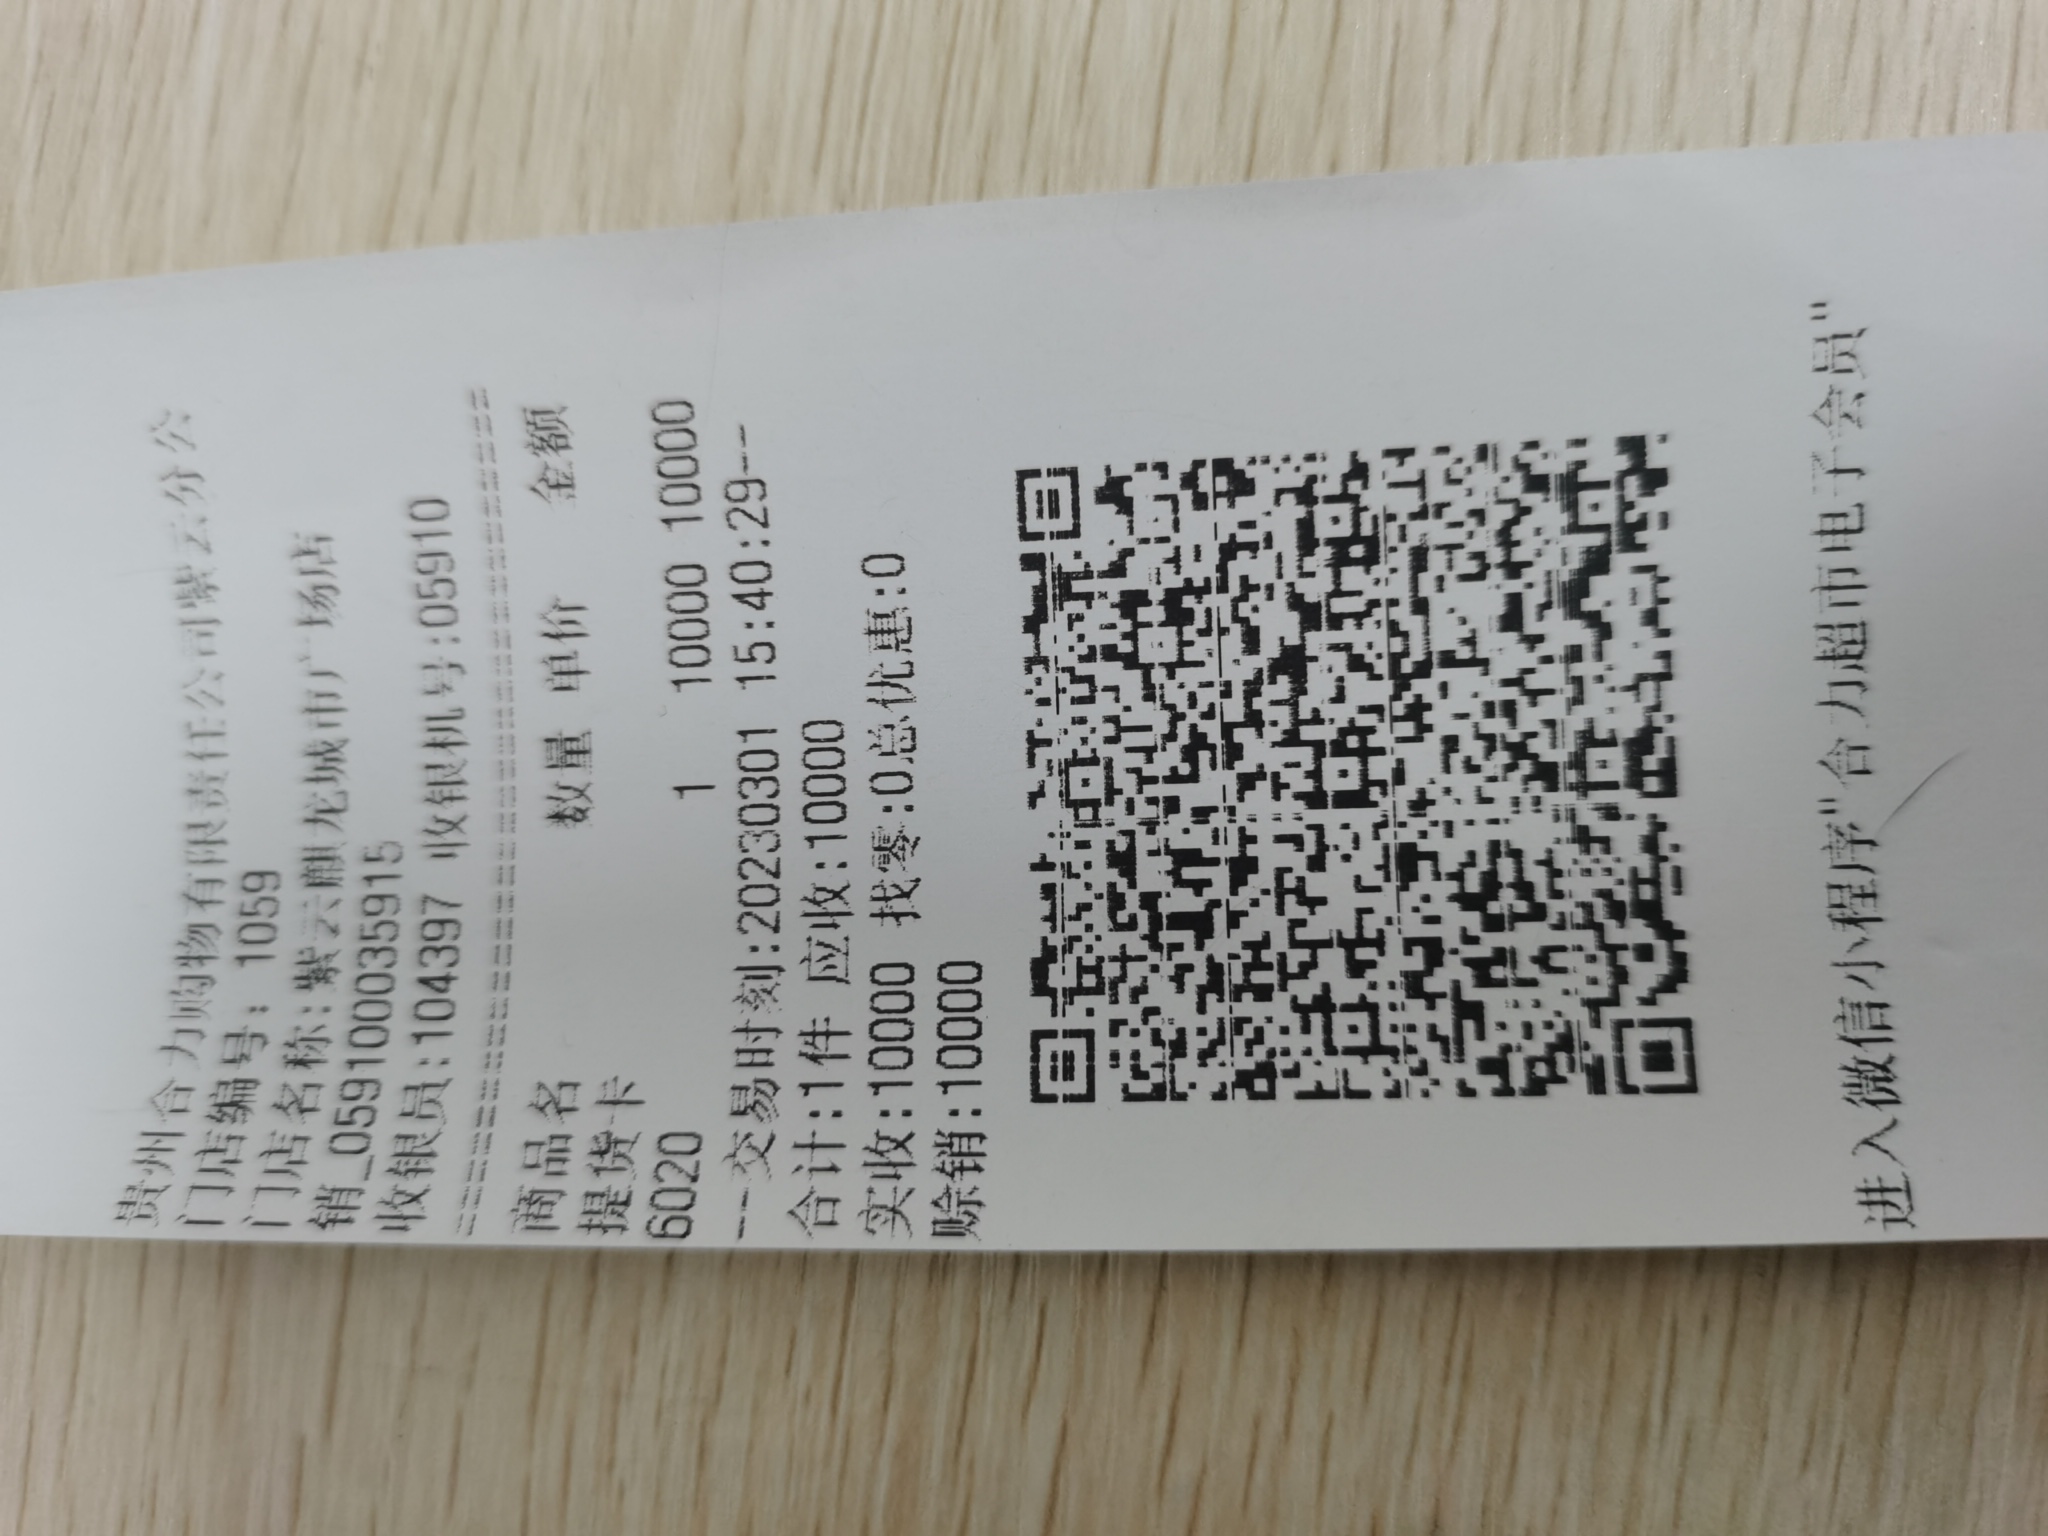 贵州合力购物有限责任公司紫云分公
门店编号: 1059
门店名称:紫云麒龙城市广场店
销_0591000359915
收银员:104397 收银机号:05910
==========================================
商品名 数量 单价 金额
提货卡
6020 1 10000 10000
--交易时刻:20230301 15:40:29--
合计:1件 应收:10000
实收:10000 找零:0总优惠:0
赊销:10000
进入微信小程序"合力超市电子会员"